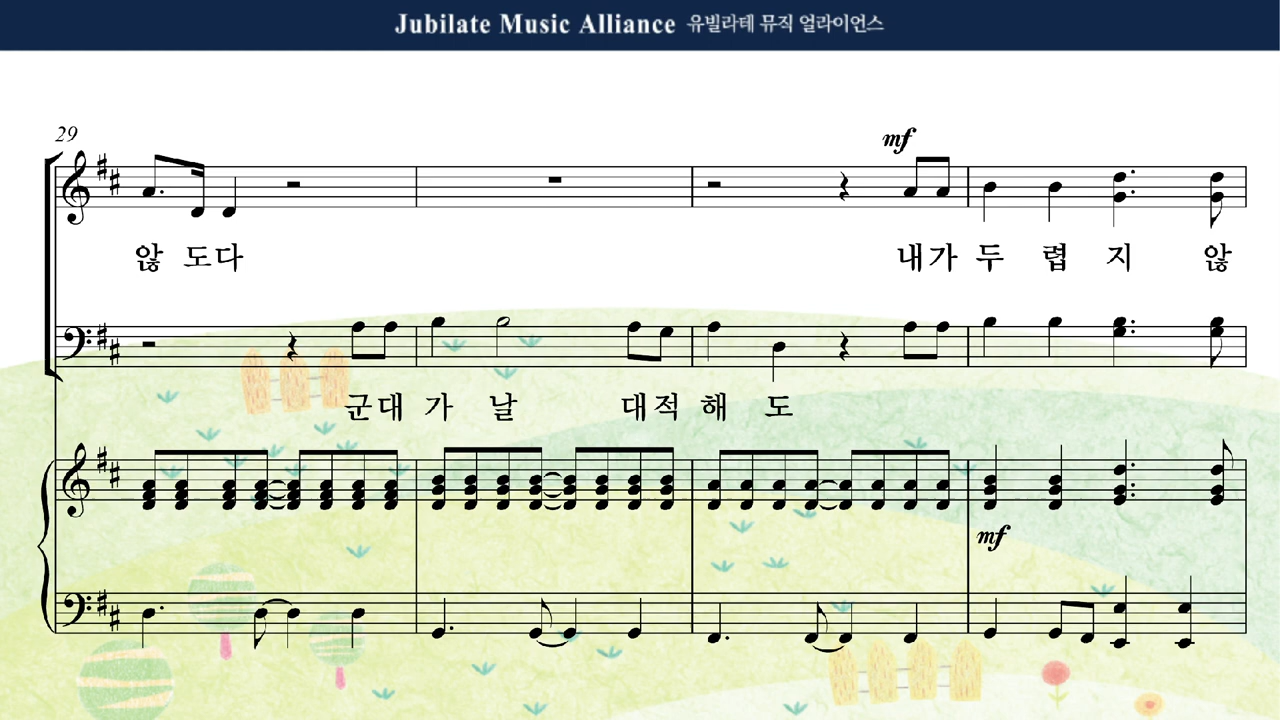 Jubilate Music Alliance 유빌라테 뮤직 얼라이언스
29
mf
않 도다 내가 두 렵 지 않
군대 가 날 대적 해 도
mf